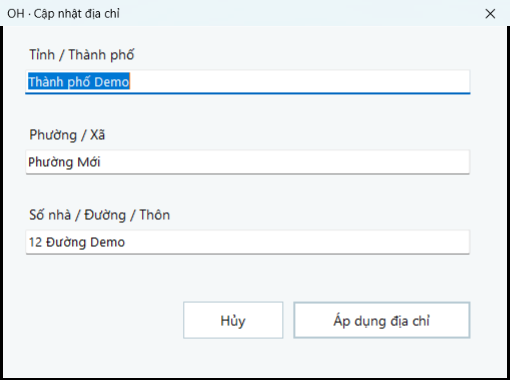 OH · Cập nhật địa chỉ
Tỉnh / Thành phố
Thành phố Demo
Phường / Xã
Phường Mới
Số nhà / Đường / Thôn
12 Đường Demo
Hủy
Áp dụng địa chỉ